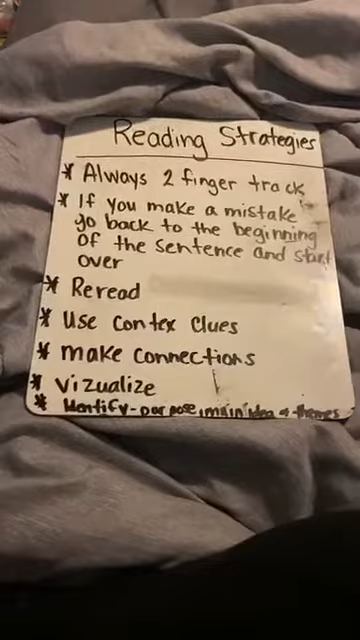 Reading Strategies
* Always 2 finger track
* If you make a mistake
go back to the beginning
of the sentence and start
over
* Reread
* Use Contex Clues
* make connections
* vizualize
* Identify-purpose, main idea & themes